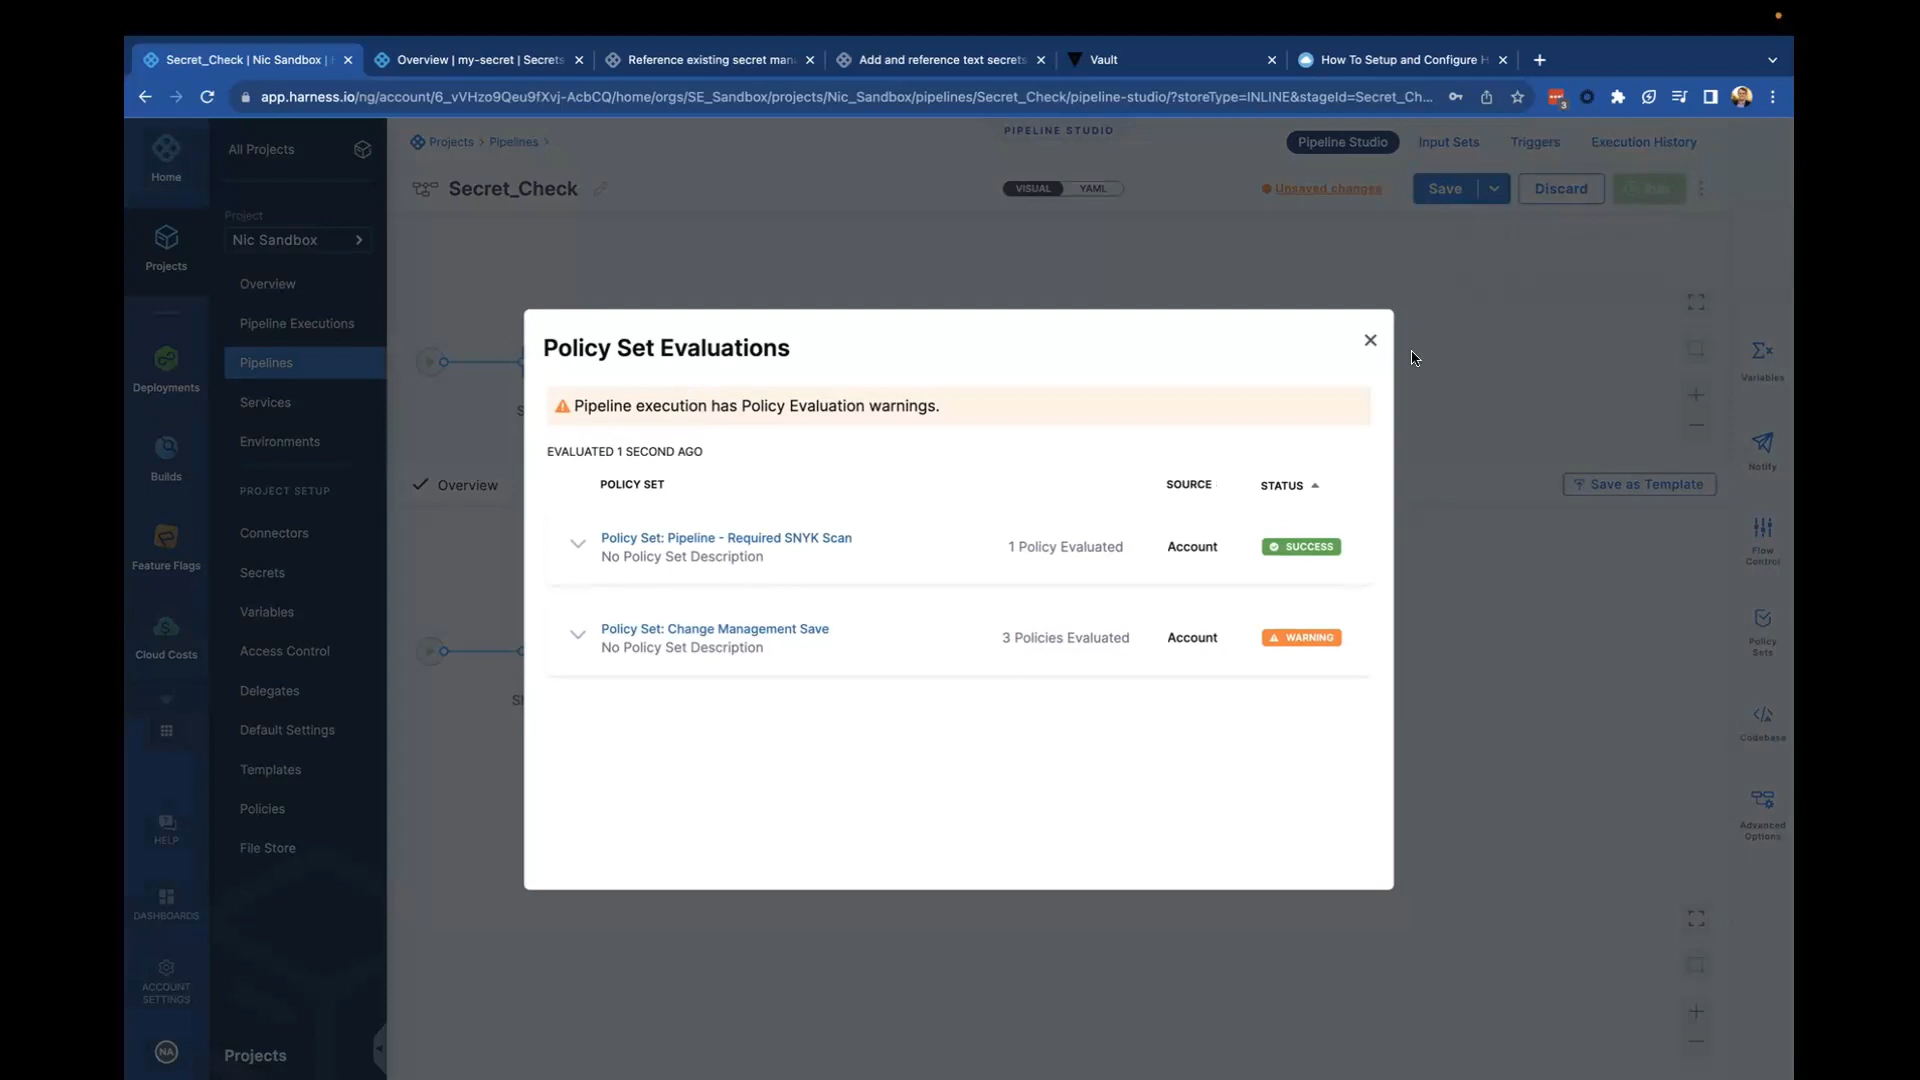 Secret_Check | Nic Sandbox |
Overview | my-secret | Secrets
Reference existing secret man
Add and reference text secrets
Vault
How To Setup and Configure H
app.harness.io/ng/account/6_vVHzo9Qeu9fXvj-AcbCQ/home/orgs/SE_Sandbox/projects/Nic_Sandbox/pipelines/Secret_Check/pipeline-studio/?storeType=INLINE&stageId=Secret_Ch...
3
Home
Projects
Deployments
Builds
Feature Flags
Cloud Costs
HELP
DASHBOARDS
ACCOUNT
SETTINGS
NA
All Projects
Project
Nic Sandbox
Overview
Pipeline Executions
Pipelines
Services
Environments
PROJECT SETUP
Connectors
Secrets
Variables
Access Control
Delegates
Default Settings
Templates
Policies
File Store
Projects
Projects > Pipelines >
PIPELINE STUDIO
Pipeline Studio
Input Sets
Triggers
Execution History
Secret_Check
VISUAL
YAML
Unsaved changes
Save
Discard
Overview
Save as Template
Variables
Notify
Flow
Control
Policy
Sets
Codebase
Advanced
Options
Policy Set Evaluations
Pipeline execution has Policy Evaluation warnings.
EVALUATED 1 SECOND AGO
POLICY SET
SOURCE
STATUS
Policy Set: Pipeline - Required SNYK Scan
No Policy Set Description
1 Policy Evaluated
Account
SUCCESS
Policy Set: Change Management Save
No Policy Set Description
3 Policies Evaluated
Account
WARNING